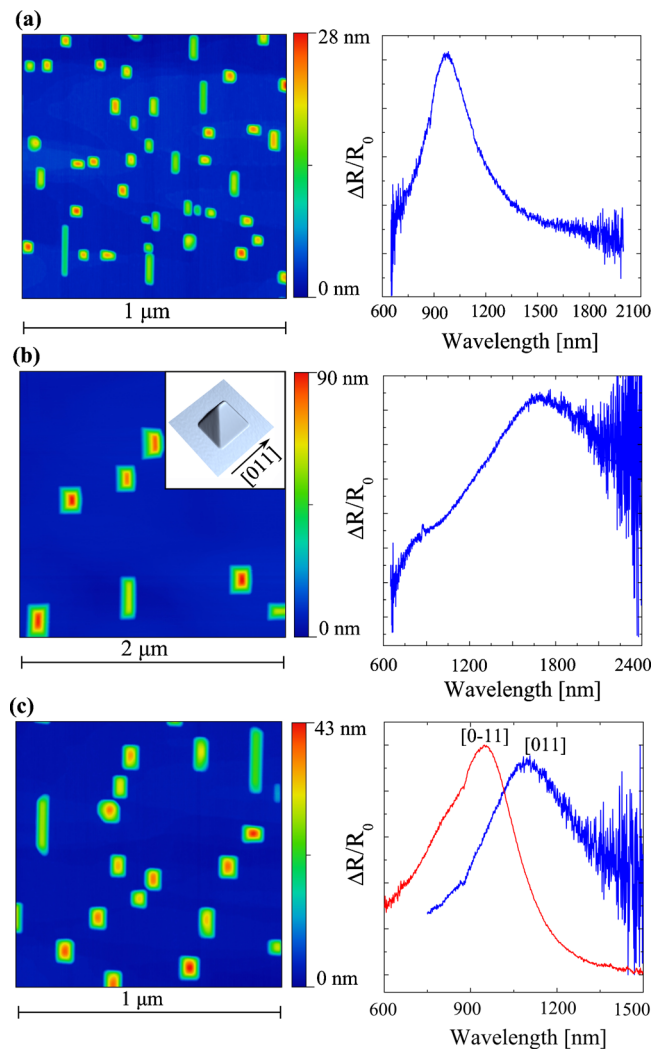 (a)
28 nm
0 nm
1 μm
ΔR/R0
600 900 1200 1500 1800 2100
Wavelength [nm]
(b)
90 nm
[011]
0 nm
2 μm
ΔR/R0
600 1200 1800 2400
Wavelength [nm]
(c)
43 nm
0 nm
1 μm
[0-11]
[011]
ΔR/R0
600 900 1200 1500
Wavelength [nm]